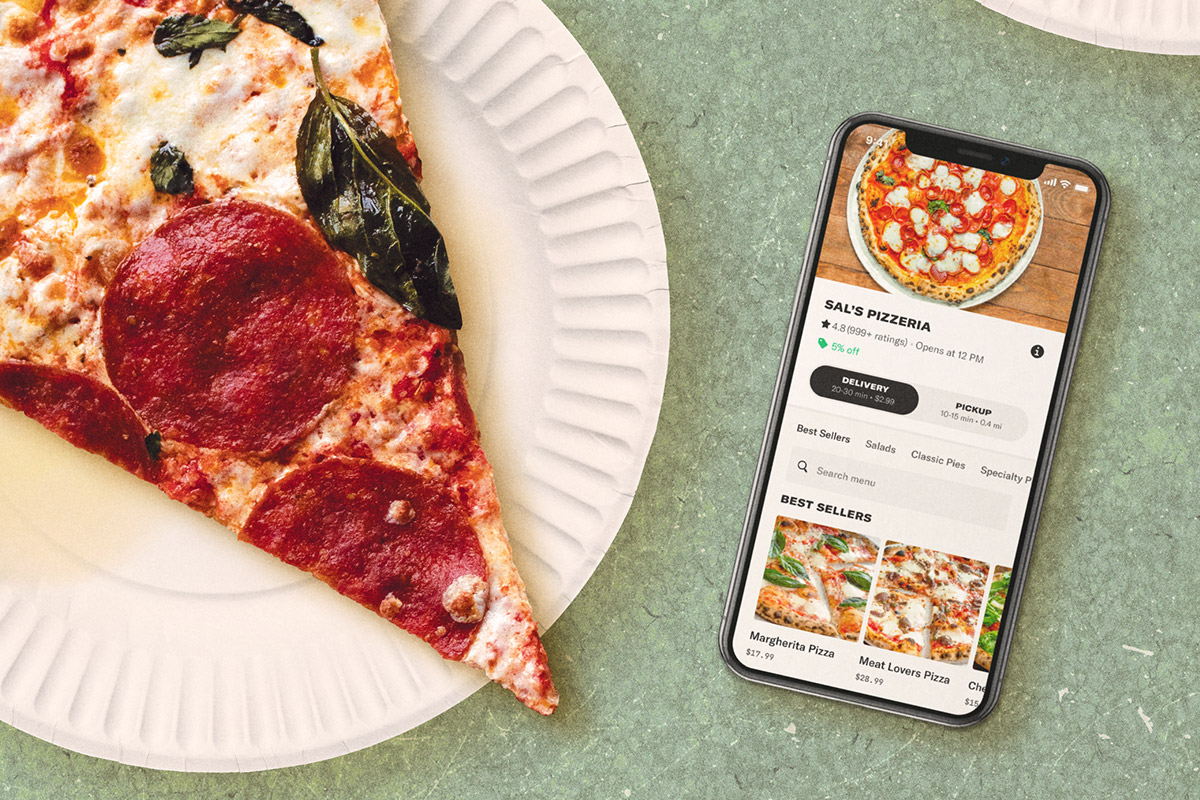 9:41
SAL'S PIZZERIA
★ 4.8 (999+ ratings) · Opens at 12 PM
5% off
DELIVERY
20-30 min • $2.99
PICKUP
10-15 min • 0.4 mi
Best Sellers Salads Classic Pies Specialty P
Search menu
BEST SELLERS
Margherita Pizza
$17.99
Meat Lovers Pizza
$28.99
Che
$15